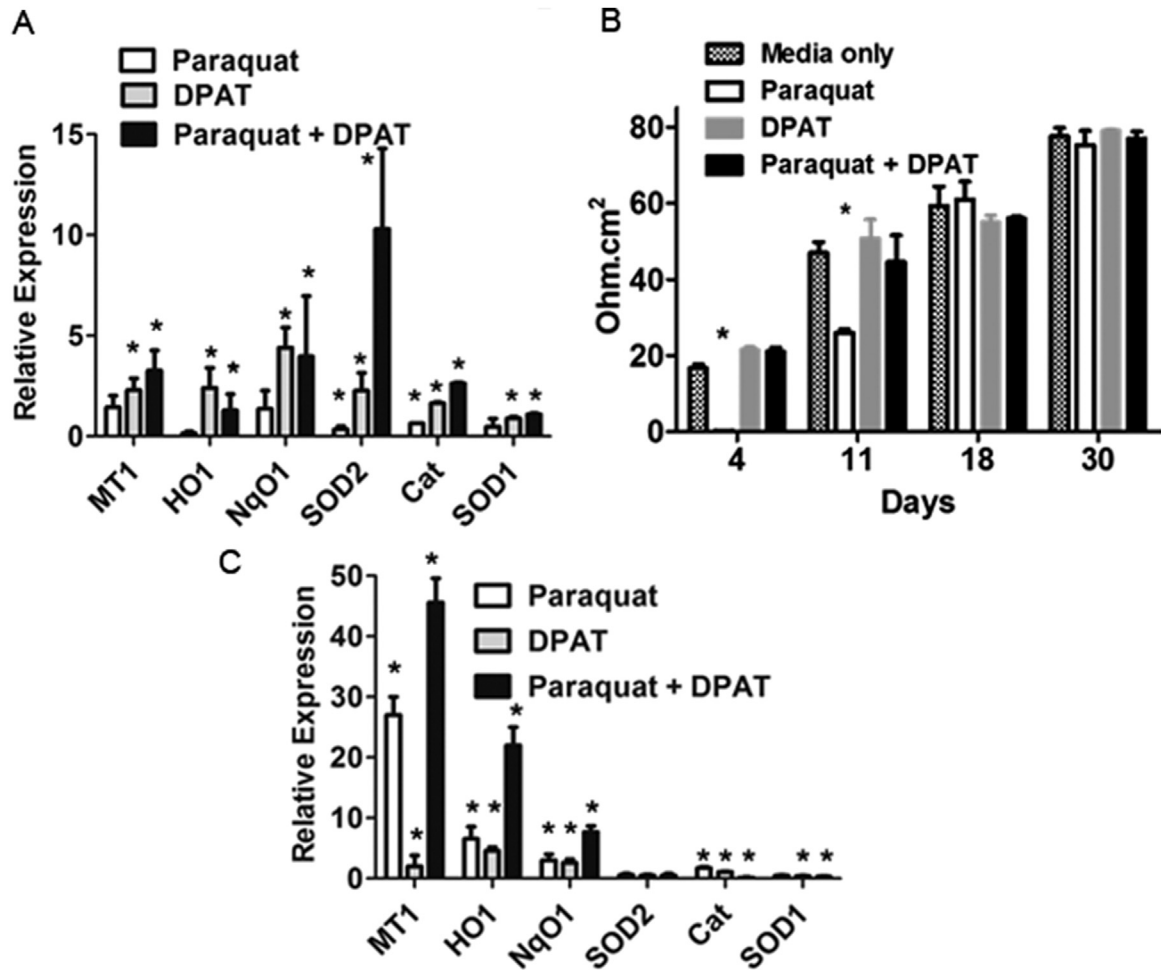 A
Paraquat
DPAT
Paraquat + DPAT
Relative Expression
15
10
5
0
* * * * * * * * * * * * *
MT1 HO1 NqO1 SOD2 Cat SOD1
B
Media only
Paraquat
DPAT
Paraquat + DPAT
Ohm.cm²
80
60
40
20
0
* *
4 11 18 30
Days
C
Paraquat
DPAT
Paraquat + DPAT
Relative Expression
50
40
30
20
10
0
* * * * * * * * * * * * * *
MT1 HO1 NqO1 SOD2 Cat SOD1